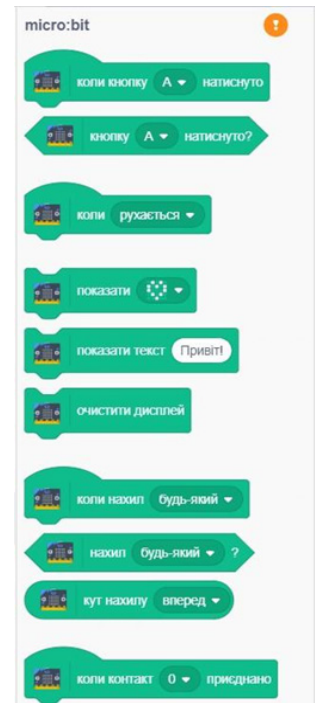 micro:bit
коли кнопку A натиснуто
кнопку A натиснуто?
коли рухається
показати
показати текст Привіт!
очистити дисплей
коли нахил будь-який
нахил будь-який ?
кут нахилу вперед
коли контакт 0 приєднано